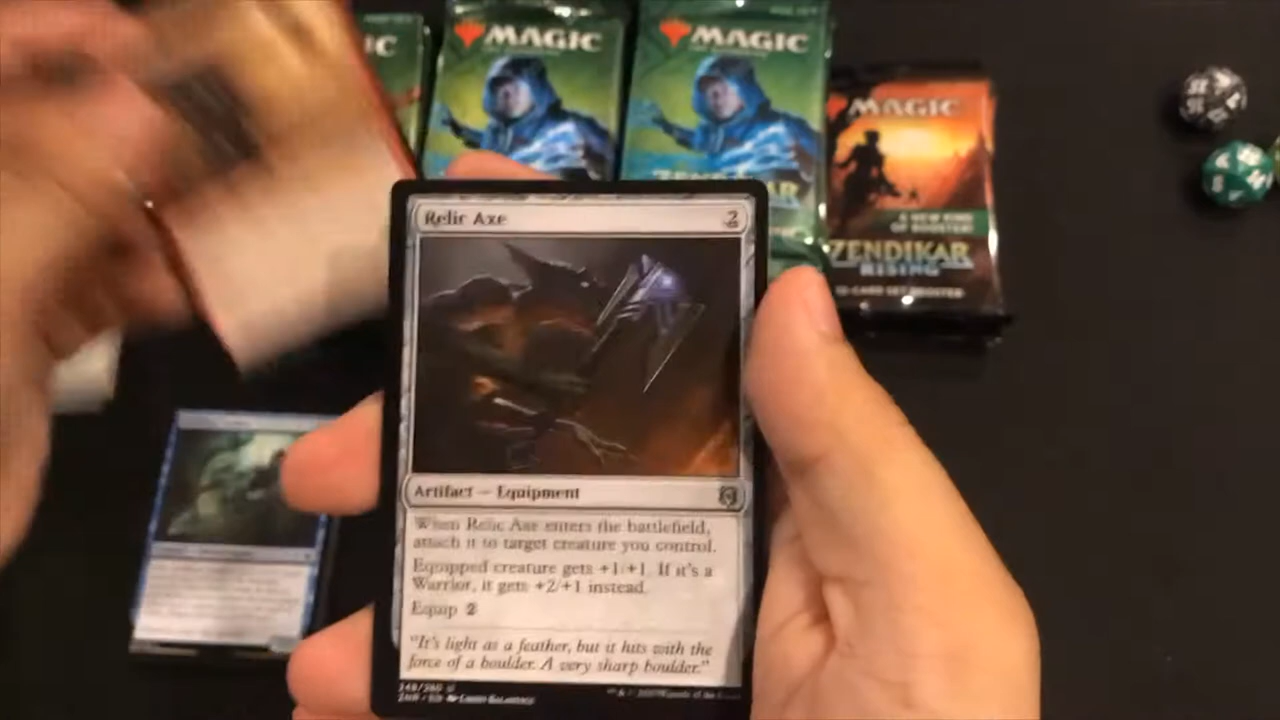 IC
MAGIC
MAGIC
MAGIC
A NEW KIND
OF BOOSTER!
ZENDIKAR
RISING
12-CARD SET BOOSTER
Relic Axe 2
Artifact — Equipment
When Relic Axe enters the battlefield,
attach it to target creature you control.
Equipped creature gets +1/+1. If it's a
Warrior, it gets +2/+1 instead.
Equip 2
"It's light as a feather, but it hits with the
force of a boulder. A very sharp boulder."